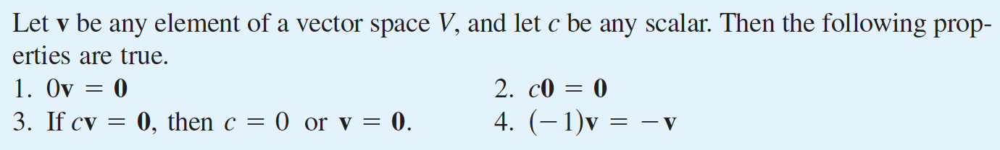 Let v be any element of a vector space V, and let c be any scalar. Then the following prop-
erties are true.
1. 0v = 0 2. c0 = 0
3. If cv = 0, then c = 0 or v = 0. 4. (−1)v = −v